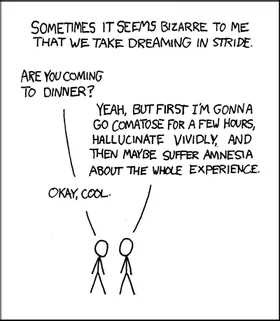 SOMETIMES IT SEEMS BIZARRE TO ME
THAT WE TAKE DREAMING IN STRIDE.
ARE YOU COMING
TO DINNER?
YEAH, BUT FIRST I'M GONNA
GO COMATOSE FOR A FEW HOURS,
HALLUCINATE VIVIDLY, AND
THEN MAYBE SUFFER AMNESIA
ABOUT THE WHOLE EXPERIENCE.
OKAY, COOL.